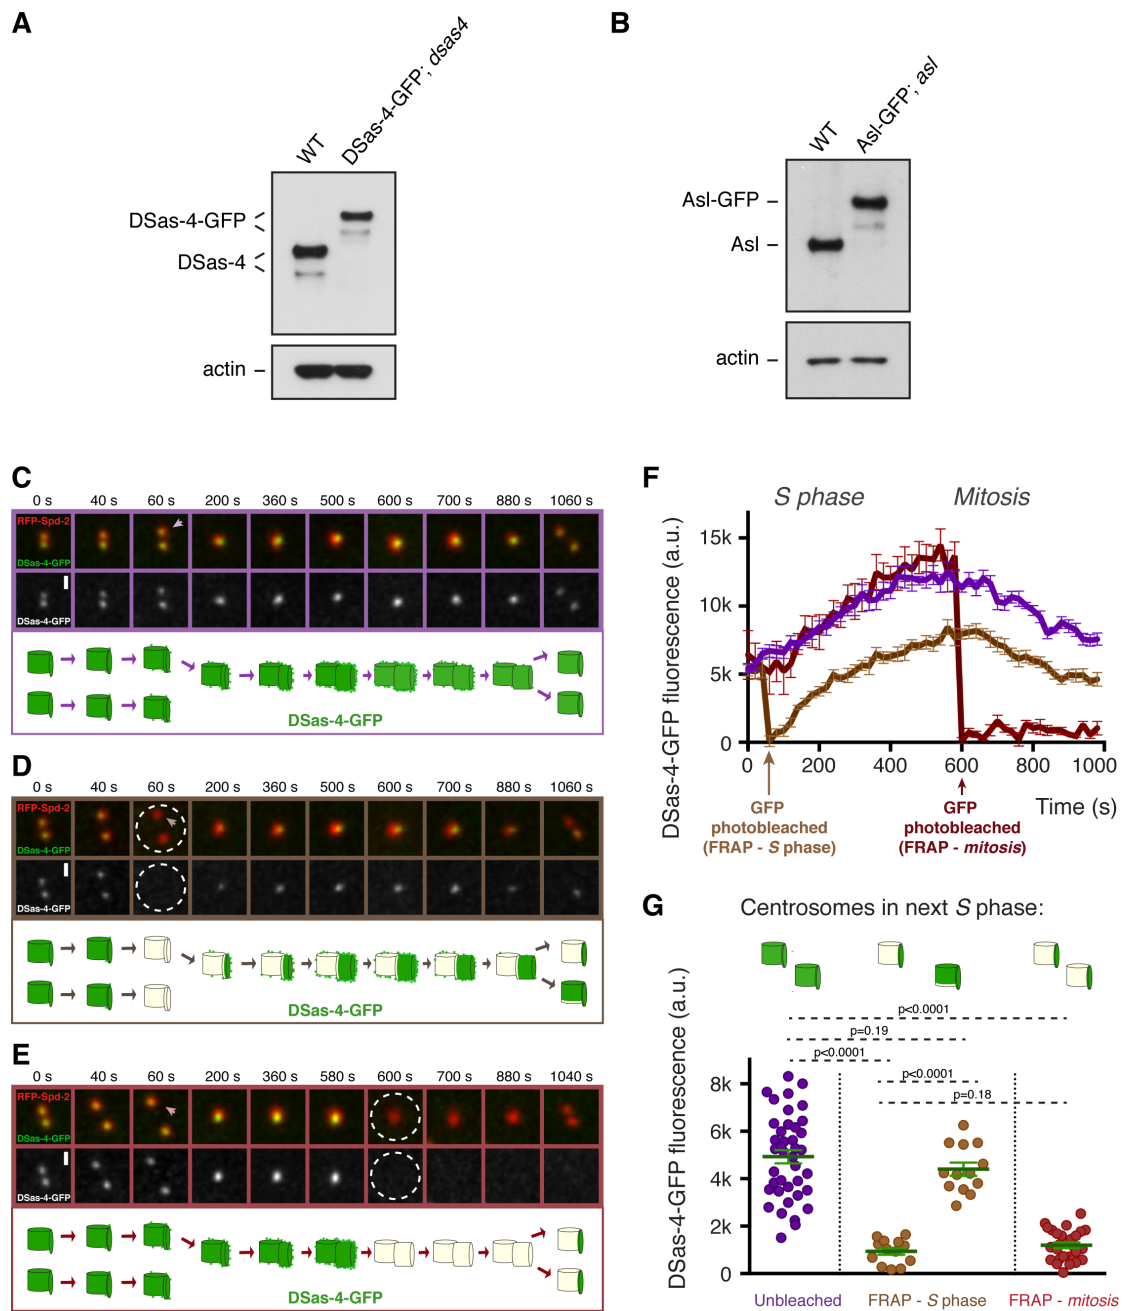 A
WT
DSas-4-GFP; dsas4
DSas-4-GFP
DSas-4
actin
B
WT
Asl-GFP; asl
Asl-GFP
Asl
actin
C
0 s 40 s 60 s 200 s 360 s 500 s 600 s 700 s 880 s 1060 s
RFP-Spd-2
DSas-4-GFP
DSas-4-GFP
DSas-4-GFP
D
0 s 40 s 60 s 200 s 360 s 500 s 600 s 700 s 880 s 1060 s
RFP-Spd-2
DSas-4-GFP
DSas-4-GFP
DSas-4-GFP
E
0 s 40 s 60 s 200 s 360 s 580 s 600 s 700 s 880 s 1040 s
RFP-Spd-2
DSas-4-GFP
DSas-4-GFP
DSas-4-GFP
F
S phase Mitosis
DSas-4-GFP fluorescence (a.u.)
15k
10k
5k
0
0 200 400 600 800 1000
Time (s)
GFP
photobleached
(FRAP - S phase)
GFP
photobleached
(FRAP - mitosis)
G
Centrosomes in next S phase:
p<0.0001
p=0.19
p<0.0001
p<0.0001
p=0.18
DSas-4-GFP fluorescence (a.u.)
8k
6k
4k
2k
0
Unbleached FRAP - S phase FRAP - mitosis